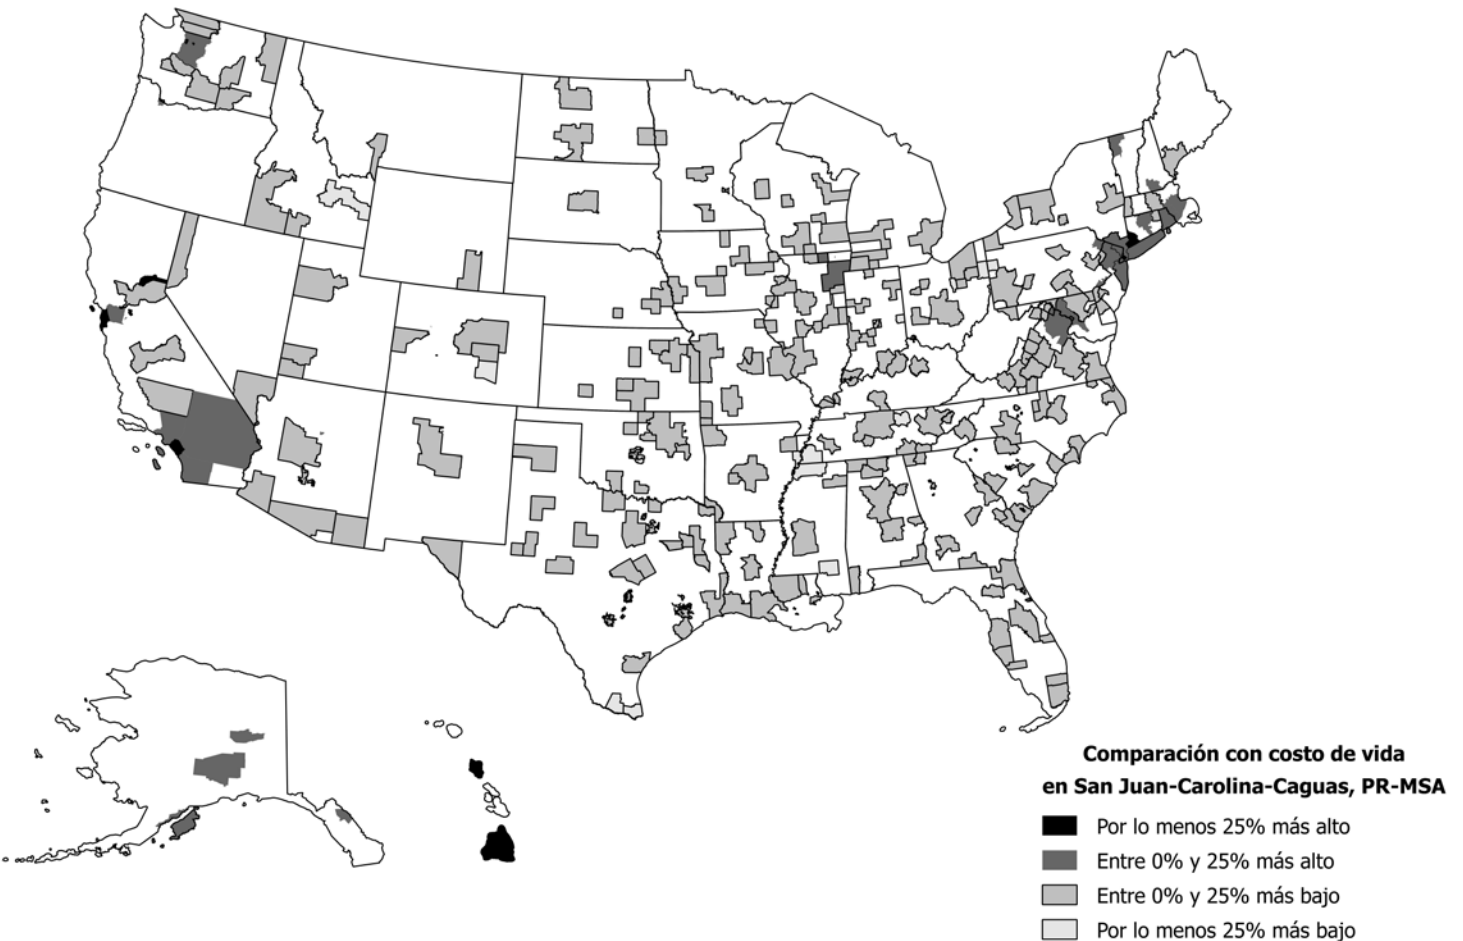 Comparación con costo de vida
en San Juan-Carolina-Caguas, PR-MSA
Por lo menos 25% más alto
Entre 0% y 25% más alto
Entre 0% y 25% más bajo
Por lo menos 25% más bajo